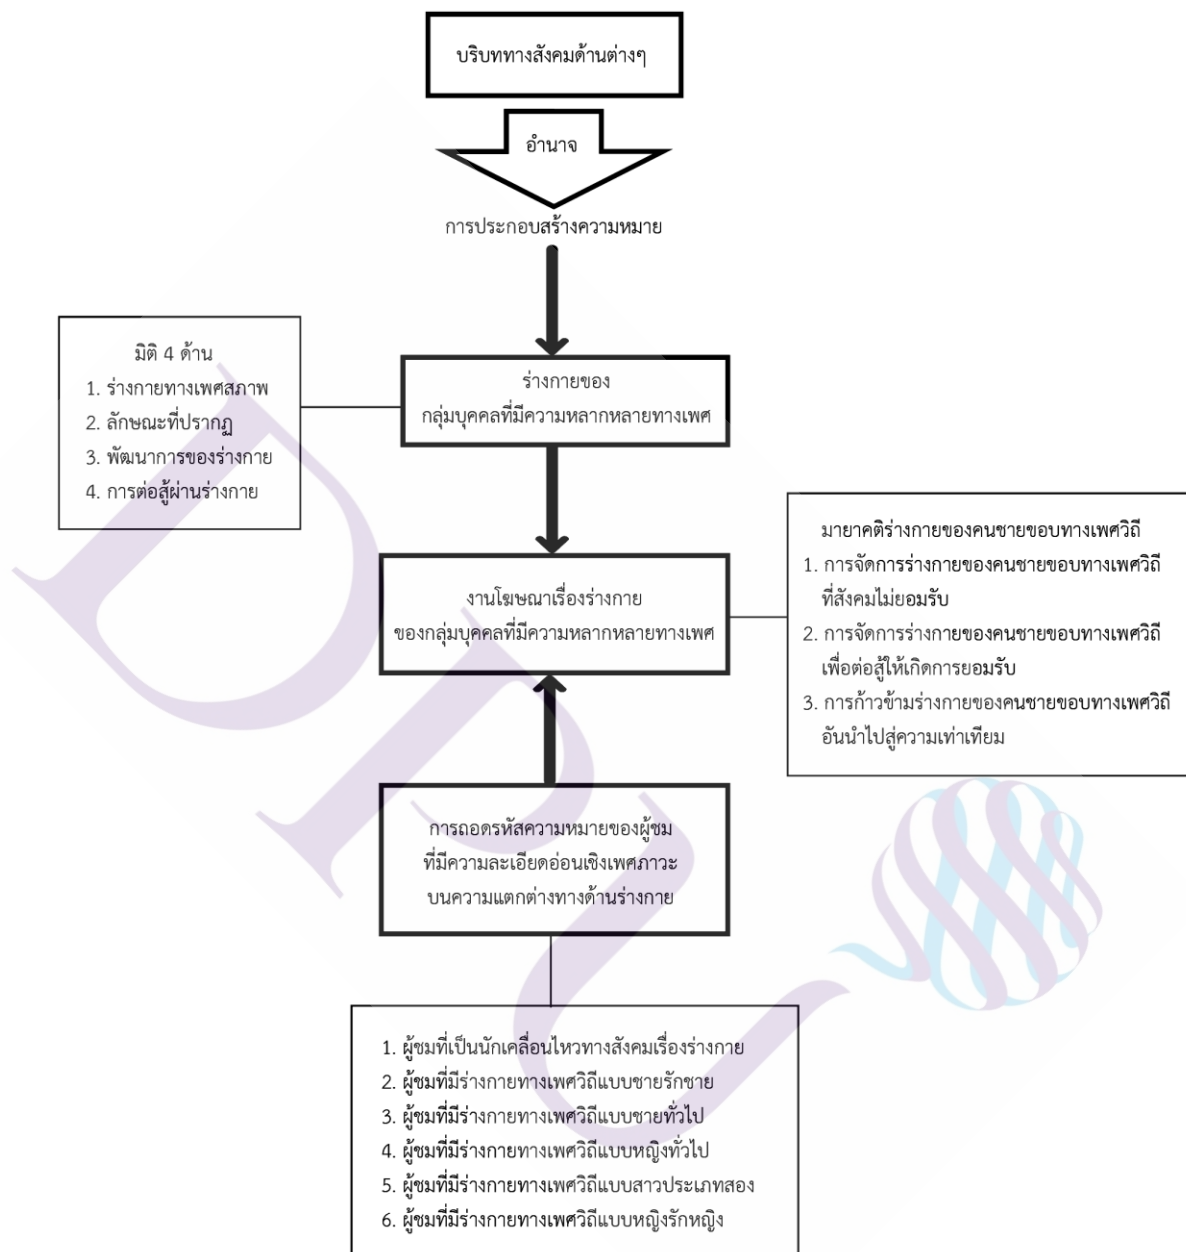 บริบททางสังคมด้านต่างๆ
อำนาจ
การประกอบสร้างความหมาย
มิติ 4 ด้าน
1. ร่างกายทางเพศสภาพ
2. ลักษณะที่ปรากฏ
3. พัฒนาการของร่างกาย
4. การต่อสู้ผ่านร่างกาย
ร่างกายของ
กลุ่มบุคคลที่มีความหลากหลายทางเพศ
งานโฆษณาเรื่องร่างกาย
ของกลุ่มบุคคลที่มีความหลากหลายทางเพศ
มายาคติร่างกายของคนชายขอบทางเพศวิถี
1. การจัดการร่างกายของคนชายขอบทางเพศวิถี
ที่สังคมไม่ยอมรับ
2. การจัดการร่างกายของคนชายขอบทางเพศวิถี
เพื่อต่อสู้ให้เกิดการยอมรับ
3. การก้าวข้ามร่างกายของคนชายขอบทางเพศวิถี
อันนำไปสู่ความเท่าเทียม
การถอดรหัสความหมายของผู้ชม
ที่มีความละเอียดอ่อนเชิงเพศภาวะ
บนความแตกต่างทางด้านร่างกาย
1. ผู้ชมที่เป็นนักเคลื่อนไหวทางสังคมเรื่องร่างกาย
2. ผู้ชมที่มีร่างกายทางเพศวิถีแบบชายรักชาย
3. ผู้ชมที่มีร่างกายทางเพศวิถีแบบชายทั่วไป
4. ผู้ชมที่มีร่างกายทางเพศวิถีแบบหญิงทั่วไป
5. ผู้ชมที่มีร่างกายทางเพศวิถีแบบสาวประเภทสอง
6. ผู้ชมที่มีร่างกายทางเพศวิถีแบบหญิงรักหญิง
DPU